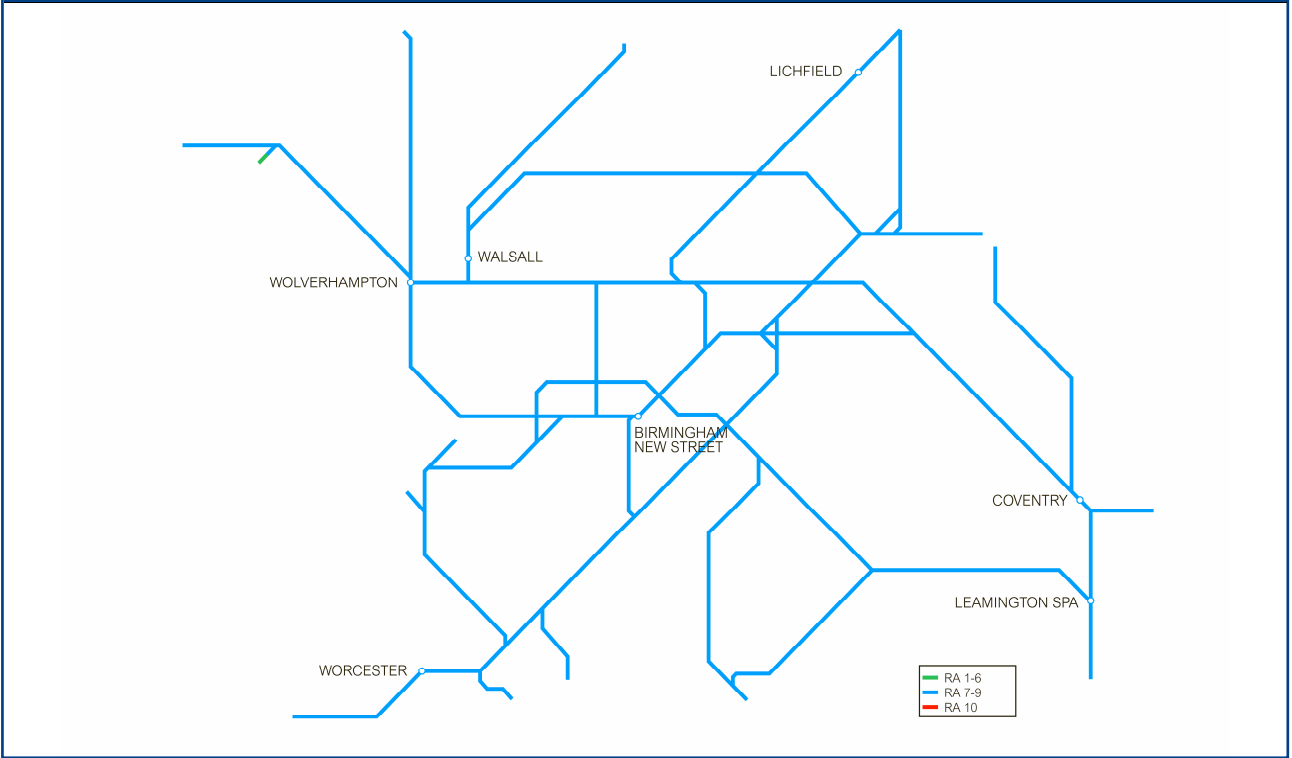 LICHFIELD
WALSALL
WOLVERHAMPTON
BIRMINGHAM
NEW STREET
COVENTRY
LEAMINGTON SPA
WORCESTER
RA 1-6
RA 7-9
RA 10